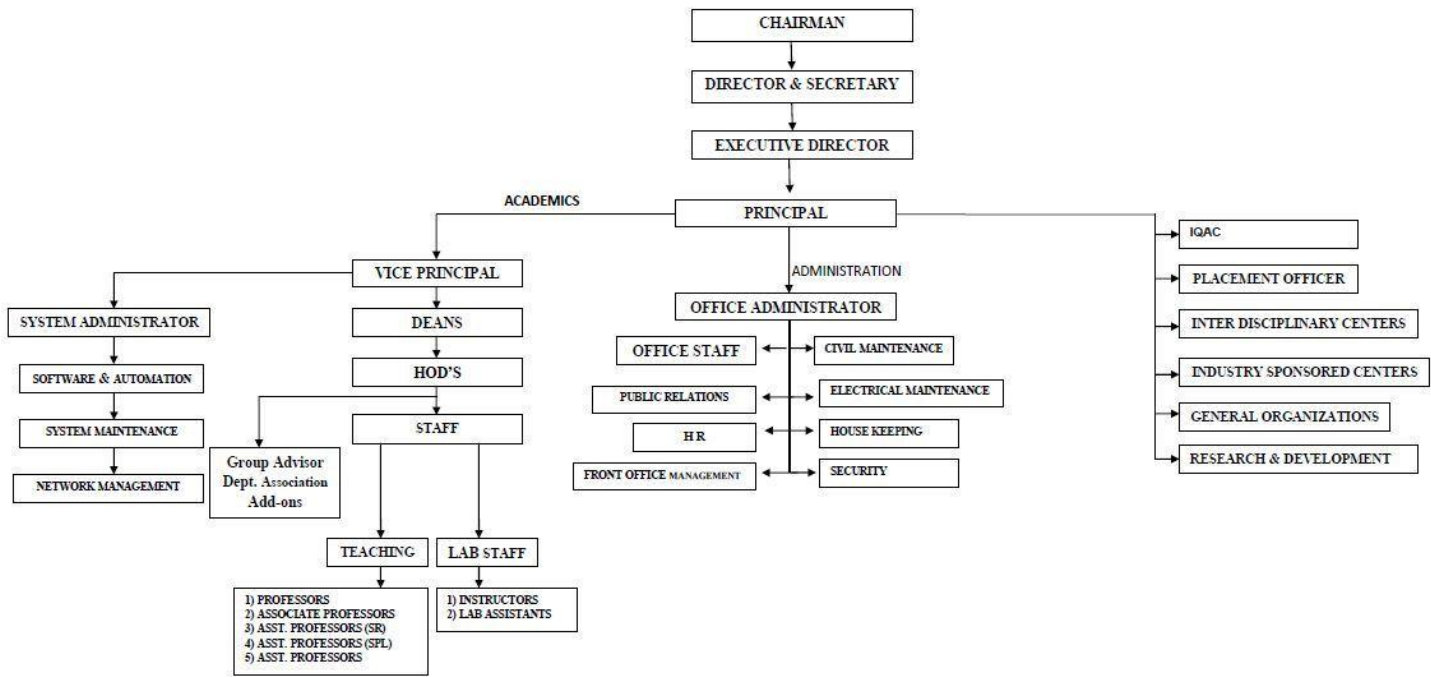 CHAIRMAN
DIRECTOR & SECRETARY
EXECUTIVE DIRECTOR
ACADEMICS
PRINCIPAL
IQAC
PLACEMENT OFFICER
INTER DISCIPLINARY CENTERS
INDUSTRY SPONSORED CENTERS
GENERAL ORGANIZATIONS
RESEARCH & DEVELOPMENT
VICE PRINCIPAL
SYSTEM ADMINISTRATOR
SOFTWARE & AUTOMATION
SYSTEM MAINTENANCE
NETWORK MANAGEMENT
DEANS
HOD'S
STAFF
Group Advisor
Dept. Association
Add-ons
TEACHING
1) PROFESSORS
2) ASSOCIATE PROFESSORS
3) ASST. PROFESSORS (SR)
4) ASST. PROFESSORS (SPL)
5) ASST. PROFESSORS
LAB STAFF
1) INSTRUCTORS
2) LAB ASSISTANTS
ADMINISTRATION
OFFICE ADMINISTRATOR
OFFICE STAFF
CIVIL MAINTENANCE
PUBLIC RELATIONS
ELECTRICAL MAINTENANCE
H R
HOUSE KEEPING
FRONT OFFICE MANAGEMENT
SECURITY